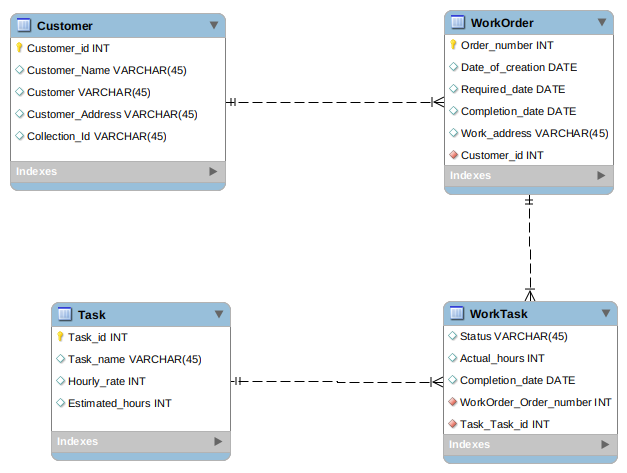 Customer
Customer_id INT
Customer_Name VARCHAR(45)
Customer VARCHAR(45)
Customer_Address VARCHAR(45)
Collection_Id VARCHAR(45)
Indexes
WorkOrder
Order_number INT
Date_of_creation DATE
Required_date DATE
Completion_date DATE
Work_address VARCHAR(45)
Customer_id INT
Indexes
Task
Task_id INT
Task_name VARCHAR(45)
Hourly_rate INT
Estimated_hours INT
Indexes
WorkTask
Status VARCHAR(45)
Actual_hours INT
Completion_date DATE
WorkOrder_Order_number INT
Task_Task_id INT
Indexes